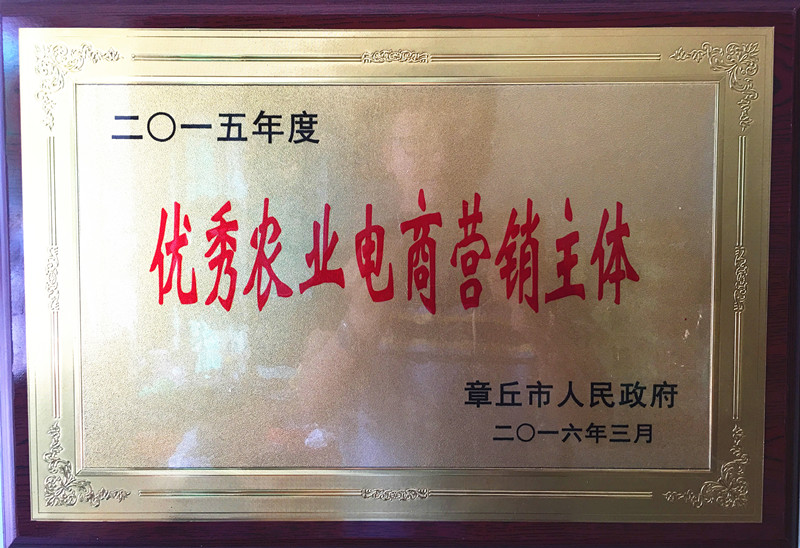 二〇一五年度
优秀农业电商营销主体
章丘市人民政府
二〇一六年三月